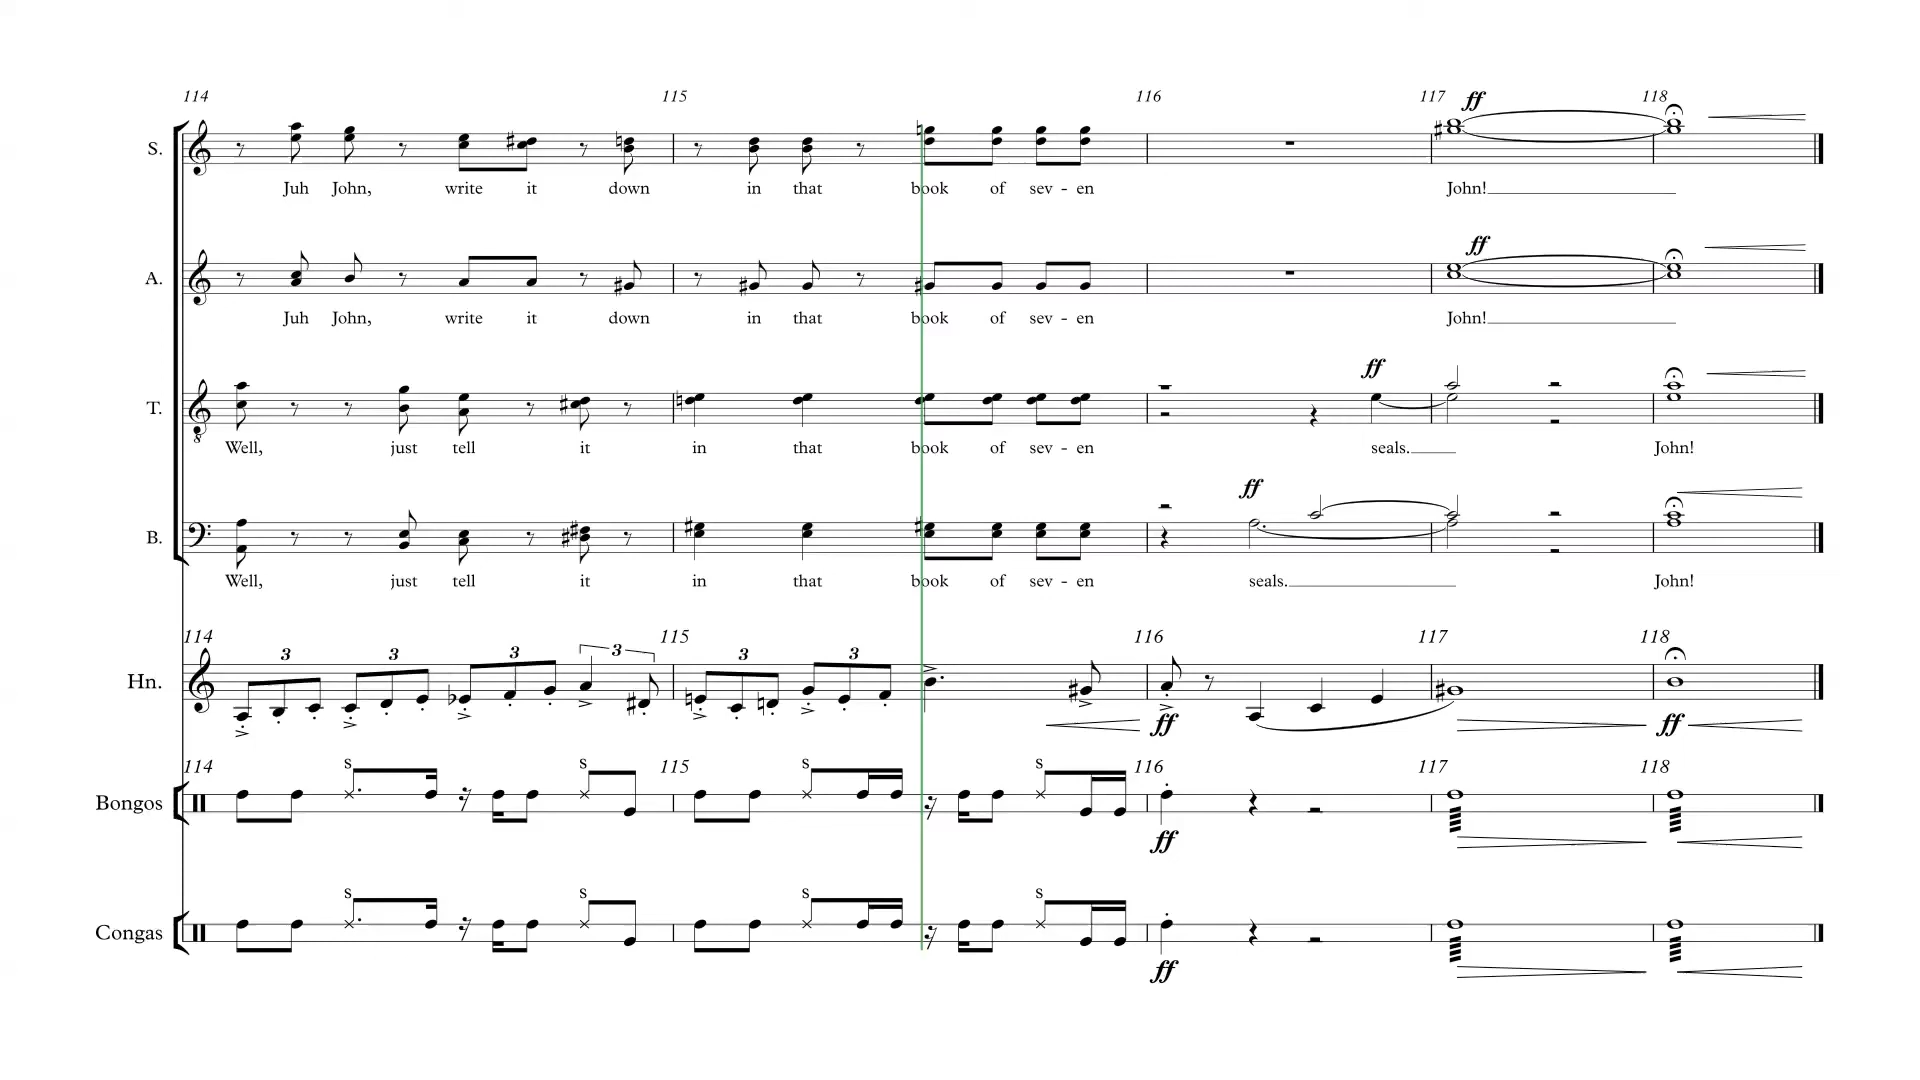 114 115 116 117 118
ff
S.
Juh John, write it down in that book of sev - en John!
ff
A.
Juh John, write it down in that book of sev - en John!
ff
T.
Well, just tell it in that book of sev - en seals. John!
ff
B.
Well, just tell it in that book of sev - en seals. John!
114 115 116 117 118
3 3 3 3 3 3
Hn.
ff ff
114 S S 115 S S 116 117 118
Bongos
ff
S S S S
Congas
ff